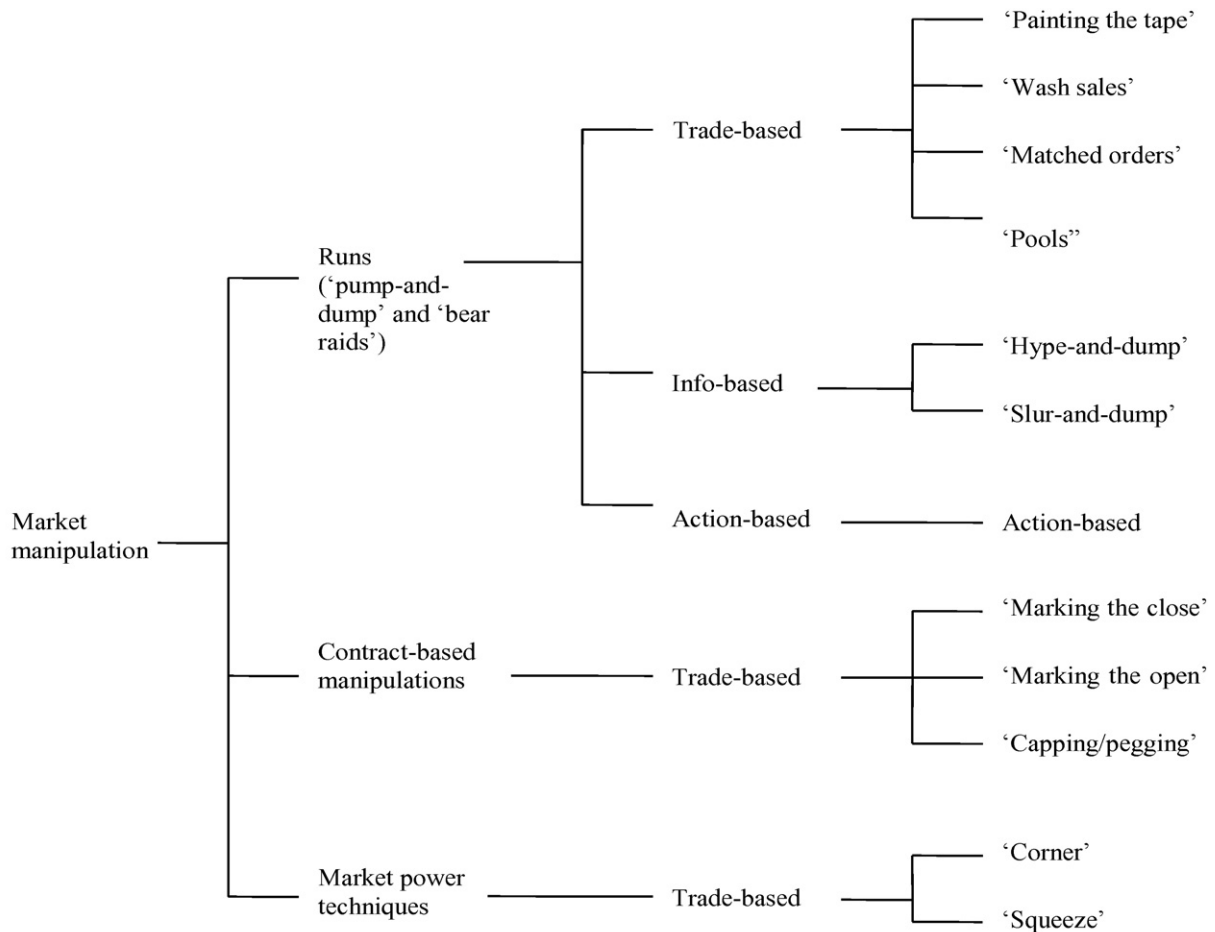 ‘Painting the tape’
‘Wash sales’
Trade-based
‘Matched orders’
‘Pools”
Runs
(‘pump-and-
dump’ and ‘bear
raids’)
‘Hype-and-dump’
Info-based
‘Slur-and-dump’
Action-based
Action-based
Market
manipulation
‘Marking the close’
Contract-based
manipulations
Trade-based
‘Marking the open’
‘Capping/pegging’
‘Corner’
Market power
techniques
Trade-based
‘Squeeze’